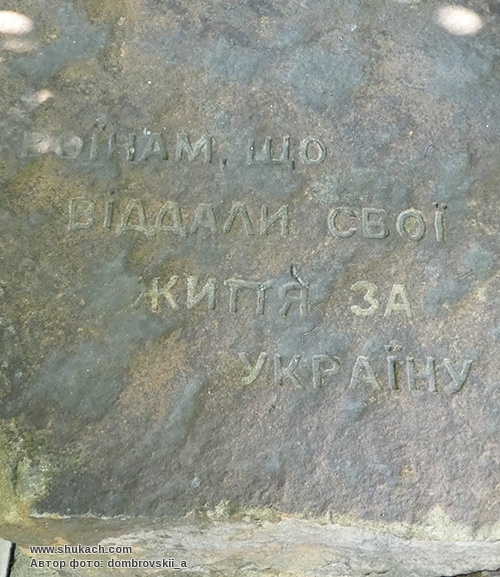 ВОЇНАМ, ЩО
ВІДДАЛИ СВОЇ
ЖИТТЯ ЗА
УКРАЇНУ
www.shukach.com
Автор фото: dombrovskii_a